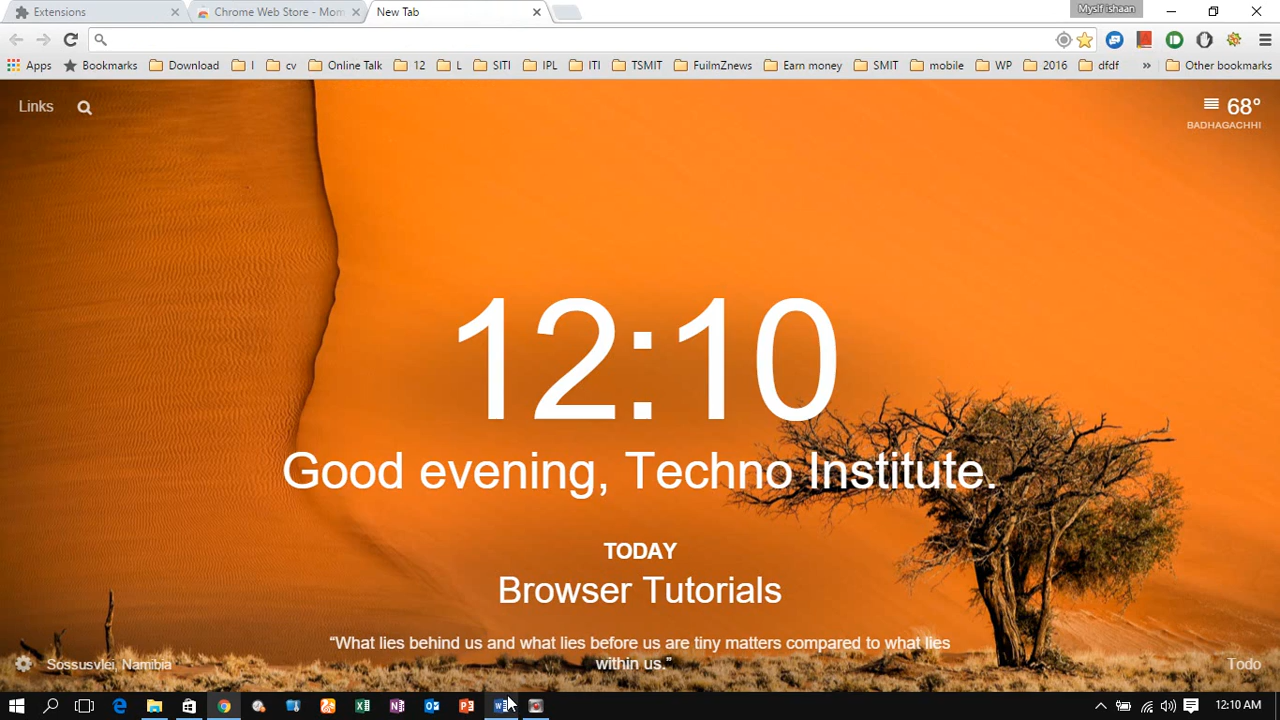 Extensions
Chrome Web Store - Mom
New Tab
Myslf ishaan
Apps
Bookmarks
Download
I
cv
Online Talk
12
L
SITI
IPL
ITI
TSMIT
FuilmZnews
Earn money
SMIT
mobile
WP
2016
dfdf
»
Other bookmarks
Links
68°
BADHAGACHHI
12:10
Good evening, Techno Institute.
TODAY
Browser Tutorials
“What lies behind us and what lies before us are tiny matters compared to what lies
within us.”
Sossusvlei, Namibia
Todo
12:10 AM